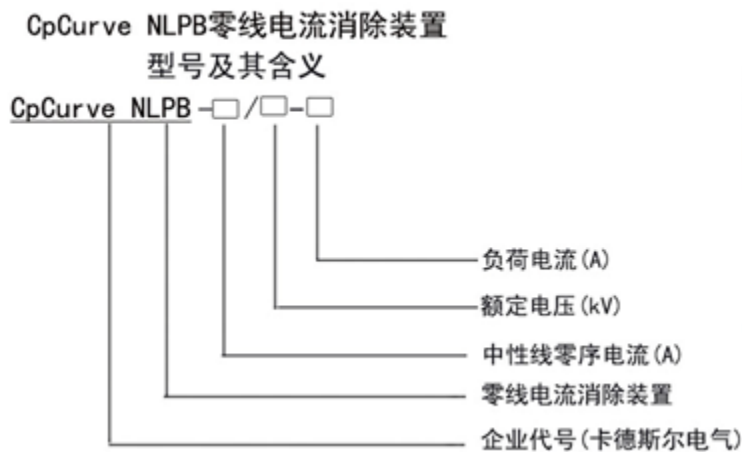 CpCurve NLPB零线电流消除装置
型号及其含义
CpCurve NLPB-□/□-□
负荷电流(A)
额定电压(kV)
中性线零序电流(A)
零线电流消除装置
企业代号(卡德斯尔电气)